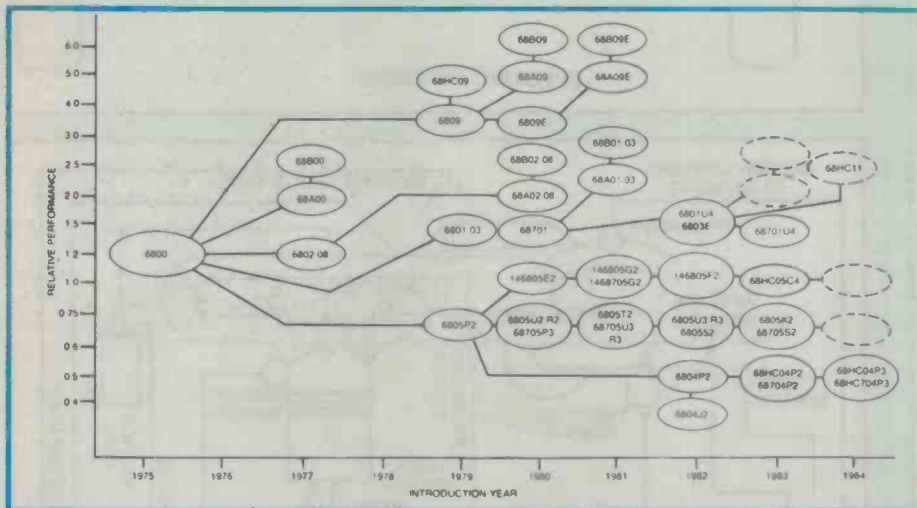 RELATIVE PERFORMANCE
6.0
5.0
4.0
3.0
2.5
2.0
1.5
1.2
1.0
0.75
0.6
0.5
0.4
6800
68B00
68A00
6802 08
68HC09
6809
68B09
68A09
6809E
68B09E
68A09E
6801 03
68B02 08
68A02 08
68701
68B01 03
68A01 03
6801U4
6803E
68701U4
68HC11
6805P2
146805E2
146805G2
1468705G2
146805F2
68HC05C4
6805U2 R2
68705P3
6805T2
68705U3
R3
6805U3 R3
6805S2
6805K2
68705S2
6804P2
6804J2
68HC04P2
68704P2
68HC04P3
68HC704P3
1975
1976
1977
1978
1979
1980
1981
1982
1983
1984
INTRODUCTION YEAR